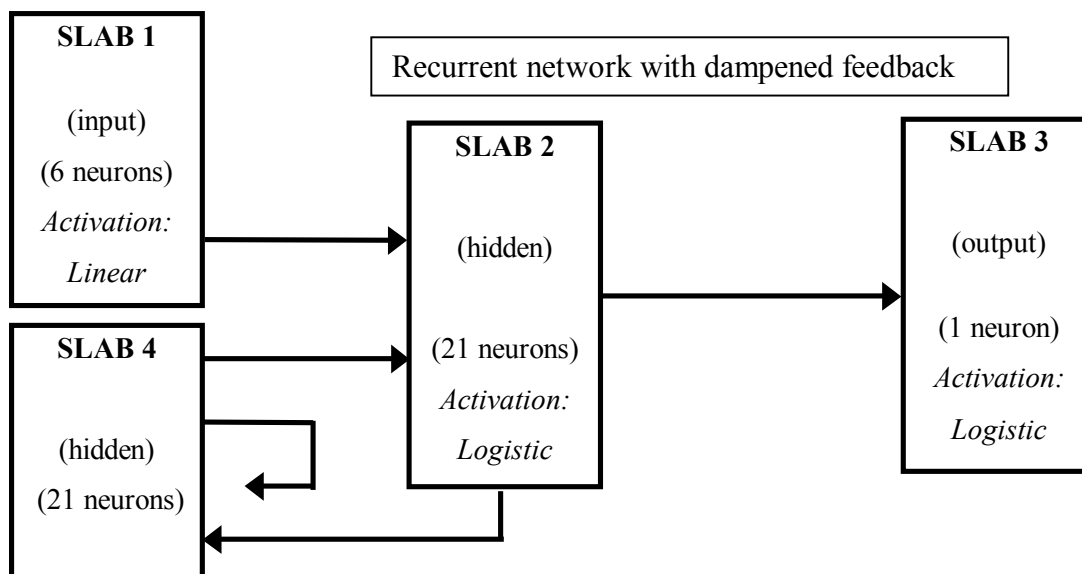 SLAB 1
(input)
(6 neurons)
Activation:
Linear
Recurrent network with dampened feedback
SLAB 2
(hidden)
(21 neurons)
Activation:
Logistic
SLAB 3
(output)
(1 neuron)
Activation:
Logistic
SLAB 4
(hidden)
(21 neurons)